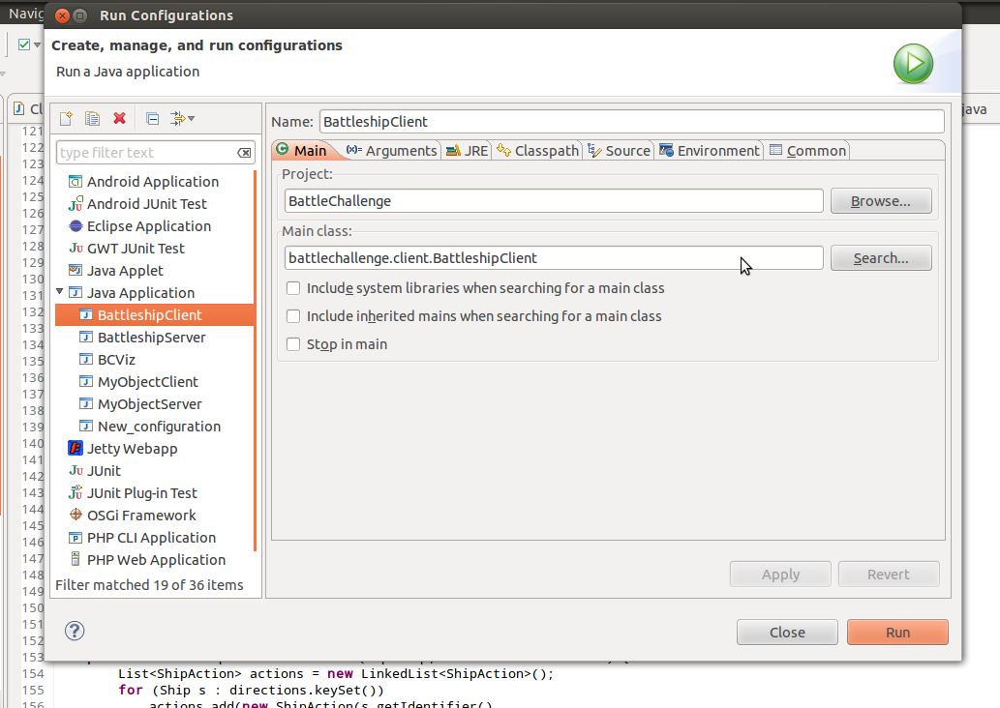 Navig
Run Configurations
Create, manage, and run configurations
Run a Java application
Cl
java
type filter text
Android Application
Android JUnit Test
Eclipse Application
GWT JUnit Test
Java Applet
Java Application
BattleshipClient
BattleshipServer
BCViz
MyObjectClient
MyObjectServer
New_configuration
Jetty Webapp
JUnit
JUnit Plug-in Test
OSGi Framework
PHP CLI Application
PHP Web Application
Filter matched 19 of 36 items
Name: BattleshipClient
Main (x)= Arguments JRE Classpath Source Environment Common
Project:
BattleChallenge Browse...
Main class:
battlechallenge.client.BattleshipClient Search...
Include system libraries when searching for a main class
Include inherited mains when searching for a main class
Stop in main
Apply Revert
Close Run
121
122
123
124
125
126
127
128
129
130
131
132
133
134
135
136
137
138
139
140
141
142
143
144
145
146
147
148
149
150
151
152
153
154 List<ShipAction> actions = new LinkedList<ShipAction>();
155 for (Ship s : directions.keySet())
156 actions.add(new ShipAction(s.getIdentifier()